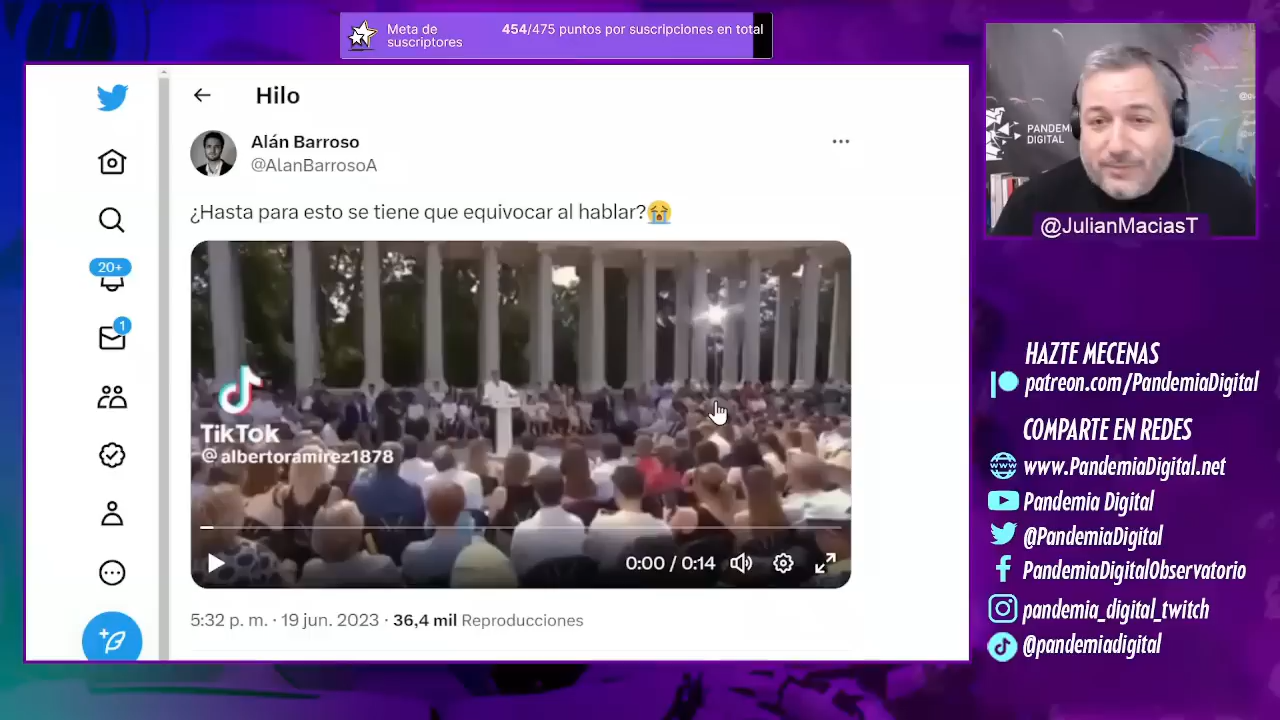 Meta de
suscriptores
454/475 puntos por suscripciones en total
Hilo
Alán Barroso
@AlanBarrosoA
¿Hasta para esto se tiene que equivocar al hablar?😭
20+
1
TikTok
@albertoramirez1878
0:00 / 0:14
5:32 p. m. · 19 jun. 2023 · 36,4 mil Reproducciones
PANDEM
DIGITAL
@JulianMaciasT
HAZTE MECENAS
patreon.com/PandemiaDigital
COMPARTE EN REDES
www.PandemiaDigital.net
Pandemia Digital
@PandemiaDigital
PandemiaDigitalObservatorio
pandemia_digital_twitch
@pandemiadigital